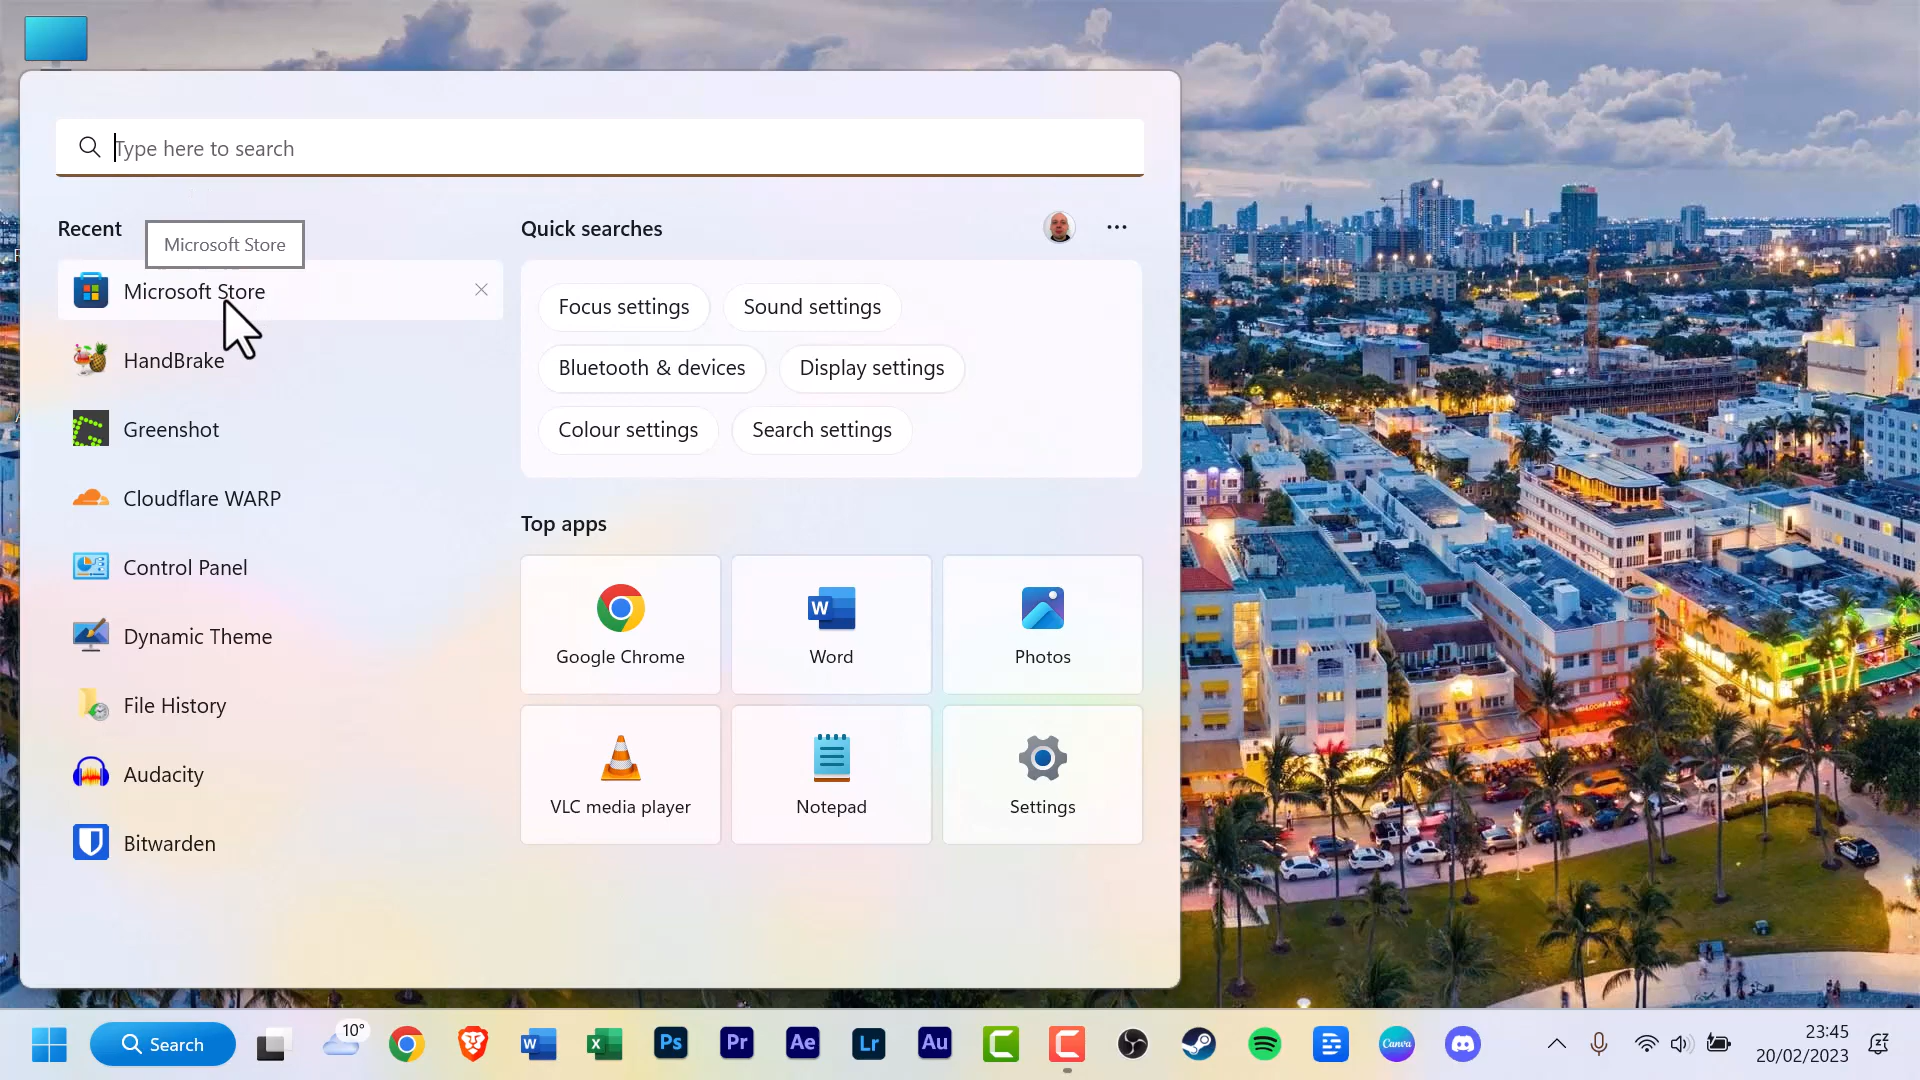 Type here to search
Recent
Microsoft Store
Microsoft Store
HandBrake
Greenshot
Cloudflare WARP
Control Panel
Dynamic Theme
File History
Audacity
Bitwarden
Quick searches
Focus settings
Sound settings
Bluetooth & devices
Display settings
Colour settings
Search settings
Top apps
Google Chrome
Word
Photos
VLC media player
Notepad
Settings
Search
10°
Ps
Pr
Ae
Lr
Au
Canva
23:45
20/02/2023